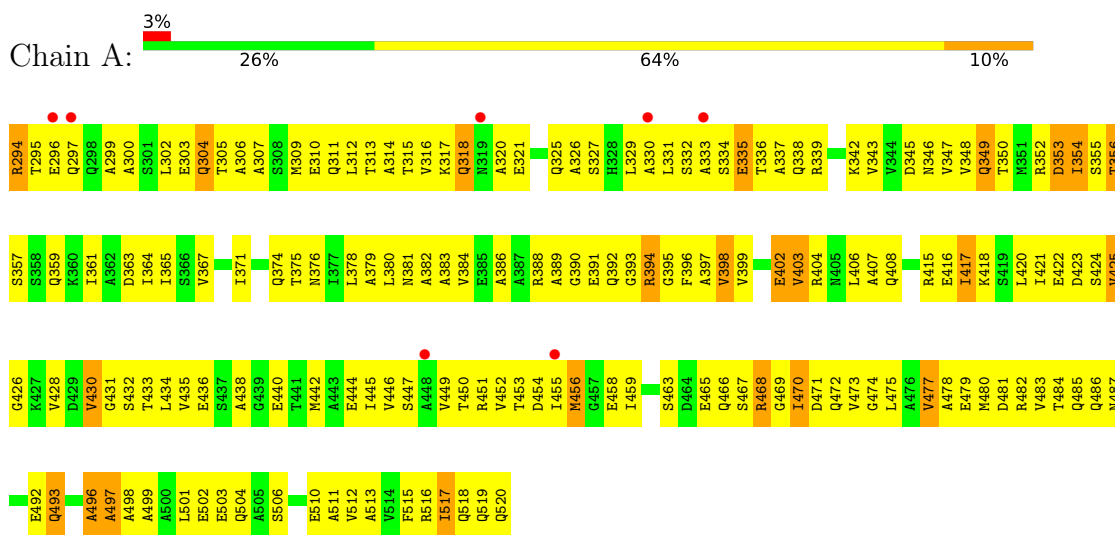 3%
Chain A:
26% 64% 10%
R294 T295 E296 Q297 Q298 A299 A300 S301 L302 E303 Q304 T305 A306 A307 S308 M309 E310 Q311 L312 T313 A314 T315 V316 K317 Q318 N319 A320 E321 Q325 A326 S327 H328 L329 A330 L331 S332 A333 S334 E335 T336 A337 Q338 R339 K342 V343 V344 D345 N346 V347 V348 Q349 T350 M351 R352 D353 I354 S355 T356
S357 S358 Q359 K360 I361 A362 D363 I364 I365 S366 V367 I371 Q374 T375 N376 I377 L378 A379 L380 N381 A382 A383 V384 E385 A386 A387 R388 A389 G390 E391 Q392 G393 R394 G395 F396 A397 V398 V399 E402 V403 R404 N405 L406 A407 Q408 R415 E416 I417 K418 S419 L420 I421 E422 D423 S424 V425
G426 K427 V428 D429 V430 G431 S432 T433 L434 V435 E436 S437 A438 G439 E440 T441 M442 A443 E444 I445 V446 S447 A448 V449 T450 R451 V452 T453 D454 I455 M456 G457 E458 I459 S463 D464 E465 Q466 S467 R468 G469 I470 D471 Q472 V473 G474 L475 A476 V477 A478 E479 M480 D481 R482 V483 T484 Q485 Q486 N487
E492 Q493 A496 A497 A498 A499 A500 L501 E502 E503 Q504 A505 S506 E510 A511 V512 A513 V514 F515 R516 I517 Q518 Q519 Q520